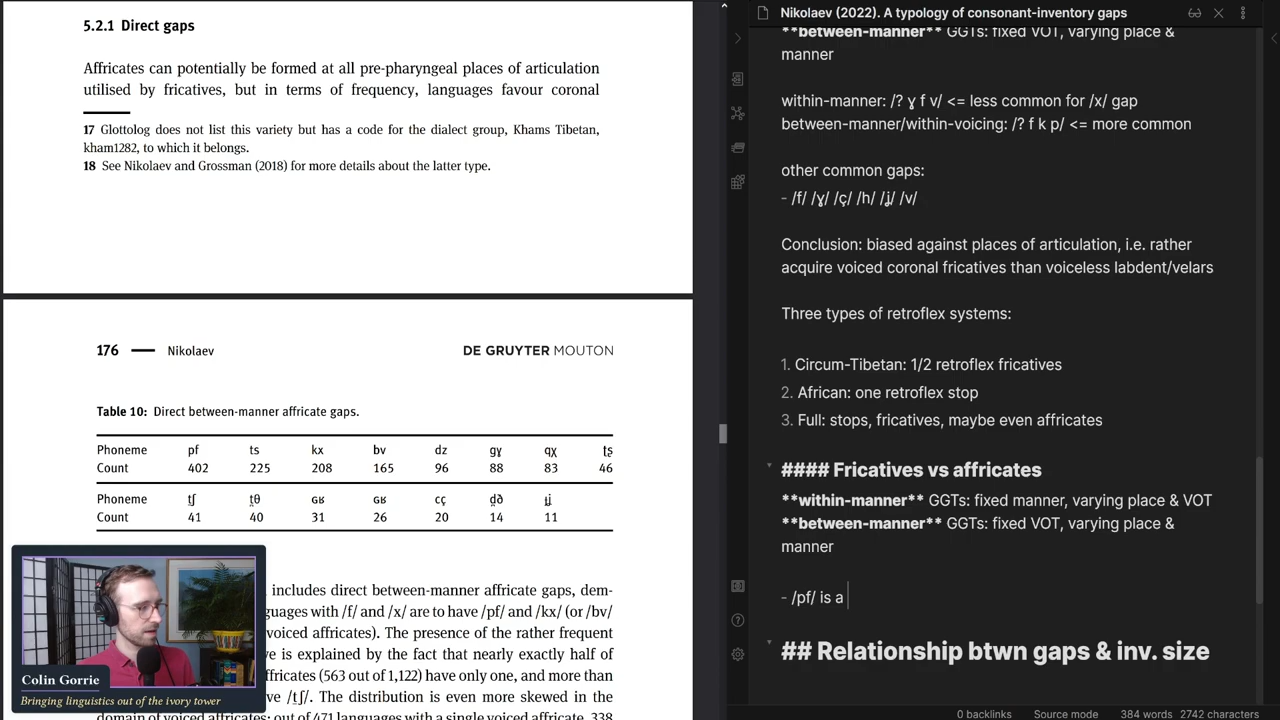 5.2.1 Direct gaps
Affricates can potentially be formed at all pre-pharyngeal places of articulation
utilised by fricatives, but in terms of frequency, languages favour coronal
17 Glottolog does not list this variety but has a code for the dialect group, Khams Tibetan,
kham1282, to which it belongs.
18 See Nikolaev and Grossman (2018) for more details about the latter type.
176 — Nikolaev DE GRUYTER MOUTON
Table 10: Direct between-manner affricate gaps.
Phoneme pf ts kx bv dz gɣ qχ ʈʂ
Count 402 225 208 165 96 88 83 46
Phoneme t̠ʃ t̪θ ɢʁ ɢʁ cç d̪ð ɟʝ
Count 41 40 31 26 20 14 11
includes direct between-manner affricate gaps, dem-
guages with /f/ and /x/ are to have /pf/ and /kx/ (or /bv/
voiced affricates). The presence of the rather frequent
ve is explained by the fact that nearly exactly half of
ffricates (563 out of 1,122) have only one, and more than
ve /t̠ʃ/. The distribution is even more skewed in the
domain of voiced affricates: out of 471 languages with a single voiced affricate, 338
Colin Gorrie
Bringing linguistics out of the ivory tower
Nikolaev (2022). A typology of consonant-inventory gaps
**between-manner** GGTs: fixed VOT, varying place &
manner
within-manner: /? ɣ f v/ <= less common for /x/ gap
between-manner/within-voicing: /? f k p/ <= more common
other common gaps:
- /f/ /ɣ/ /ç/ /h/ /ʝ/ /v/
Conclusion: biased against places of articulation, i.e. rather
acquire voiced coronal fricatives than voiceless labdent/velars
Three types of retroflex systems:
1. Circum-Tibetan: 1/2 retroflex fricatives
2. African: one retroflex stop
3. Full: stops, fricatives, maybe even affricates
#### Fricatives vs affricates
**within-manner** GGTs: fixed manner, varying place & VOT
**between-manner** GGTs: fixed VOT, varying place &
manner
- /pf/ is a
## Relationship btwn gaps & inv. size
0 backlinks Source mode 384 words 2742 characters